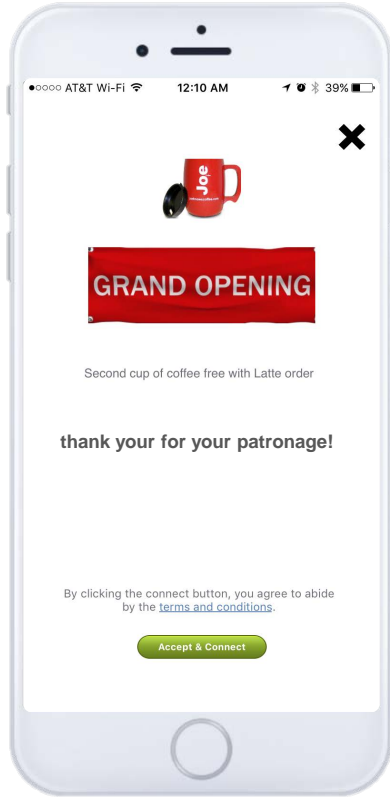 ●○○○○ AT&T Wi-Fi 12:10 AM 39%
Joe
GRAND OPENING
Second cup of coffee free with Latte order
thank your for your patronage!
By clicking the connect button, you agree to abide
by the terms and conditions.
Accept & Connect